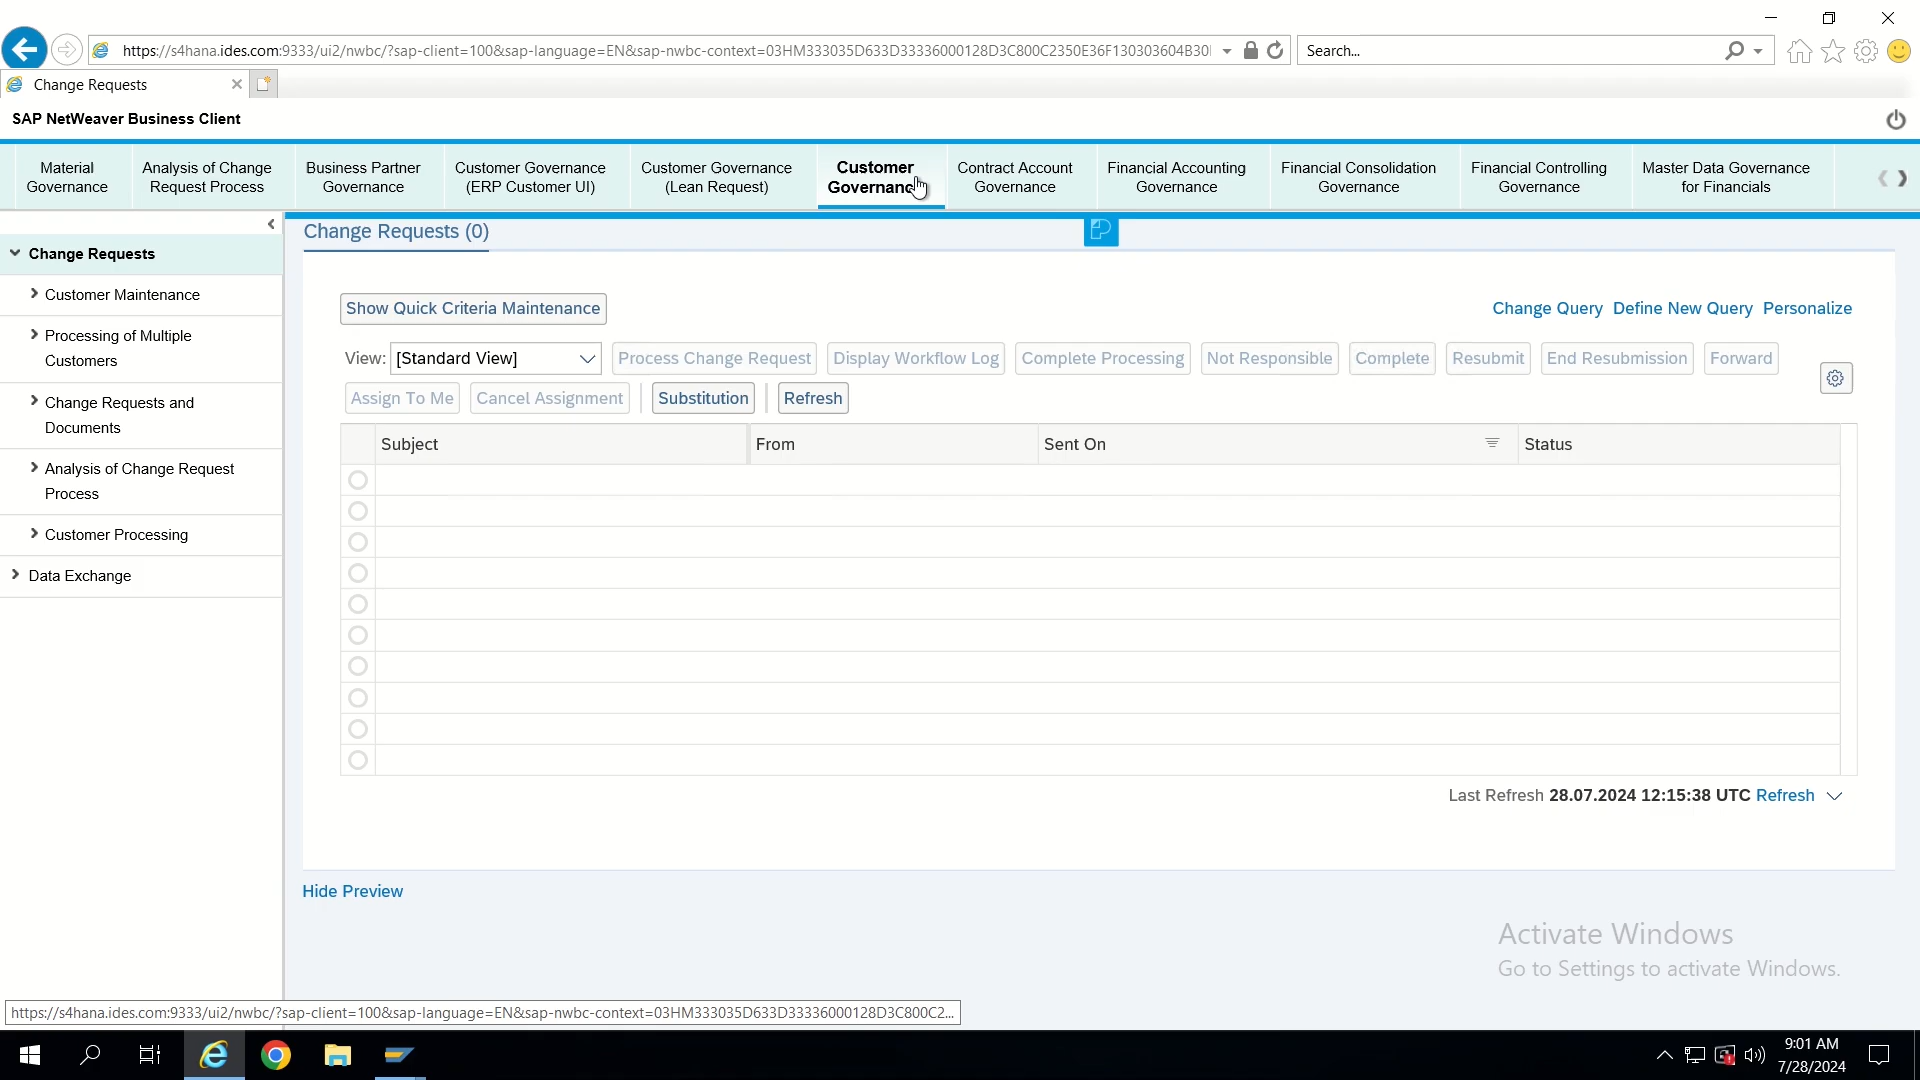 https://s4hana.ides.com:9333/ui2/nwbc/?sap-client=100&sap-language=EN&sap-nwbc-context=03HM333035D633D33336000128D3C800C2350E36F130303604B30I
Search...
Change Requests
SAP NetWeaver Business Client
Material Governance
Analysis of Change Request Process
Business Partner Governance
Customer Governance (ERP Customer UI)
Customer Governance (Lean Request)
Customer Governance
Contract Account Governance
Financial Accounting Governance
Financial Consolidation Governance
Financial Controlling Governance
Master Data Governance for Financials
Change Requests
Customer Maintenance
Processing of Multiple
Customers
Change Requests and
Documents
Analysis of Change Request
Process
Customer Processing
Data Exchange
Change Requests (0)
Show Quick Criteria Maintenance
Change Query Define New Query Personalize
View: [Standard View] Process Change Request Display Workflow Log Complete Processing Not Responsible Complete Resubmit End Resubmission Forward
Assign To Me Cancel Assignment Substitution Refresh
Subject From Sent On Status
Last Refresh 28.07.2024 12:15:38 UTC Refresh
Hide Preview
Activate Windows
Go to Settings to activate Windows.
https://s4hana.ides.com:9333/ui2/nwbc/?sap-client=100&sap-language=EN&sap-nwbc-context=03HM333035D633D33336000128D3C800C2...
9:01 AM
7/28/2024